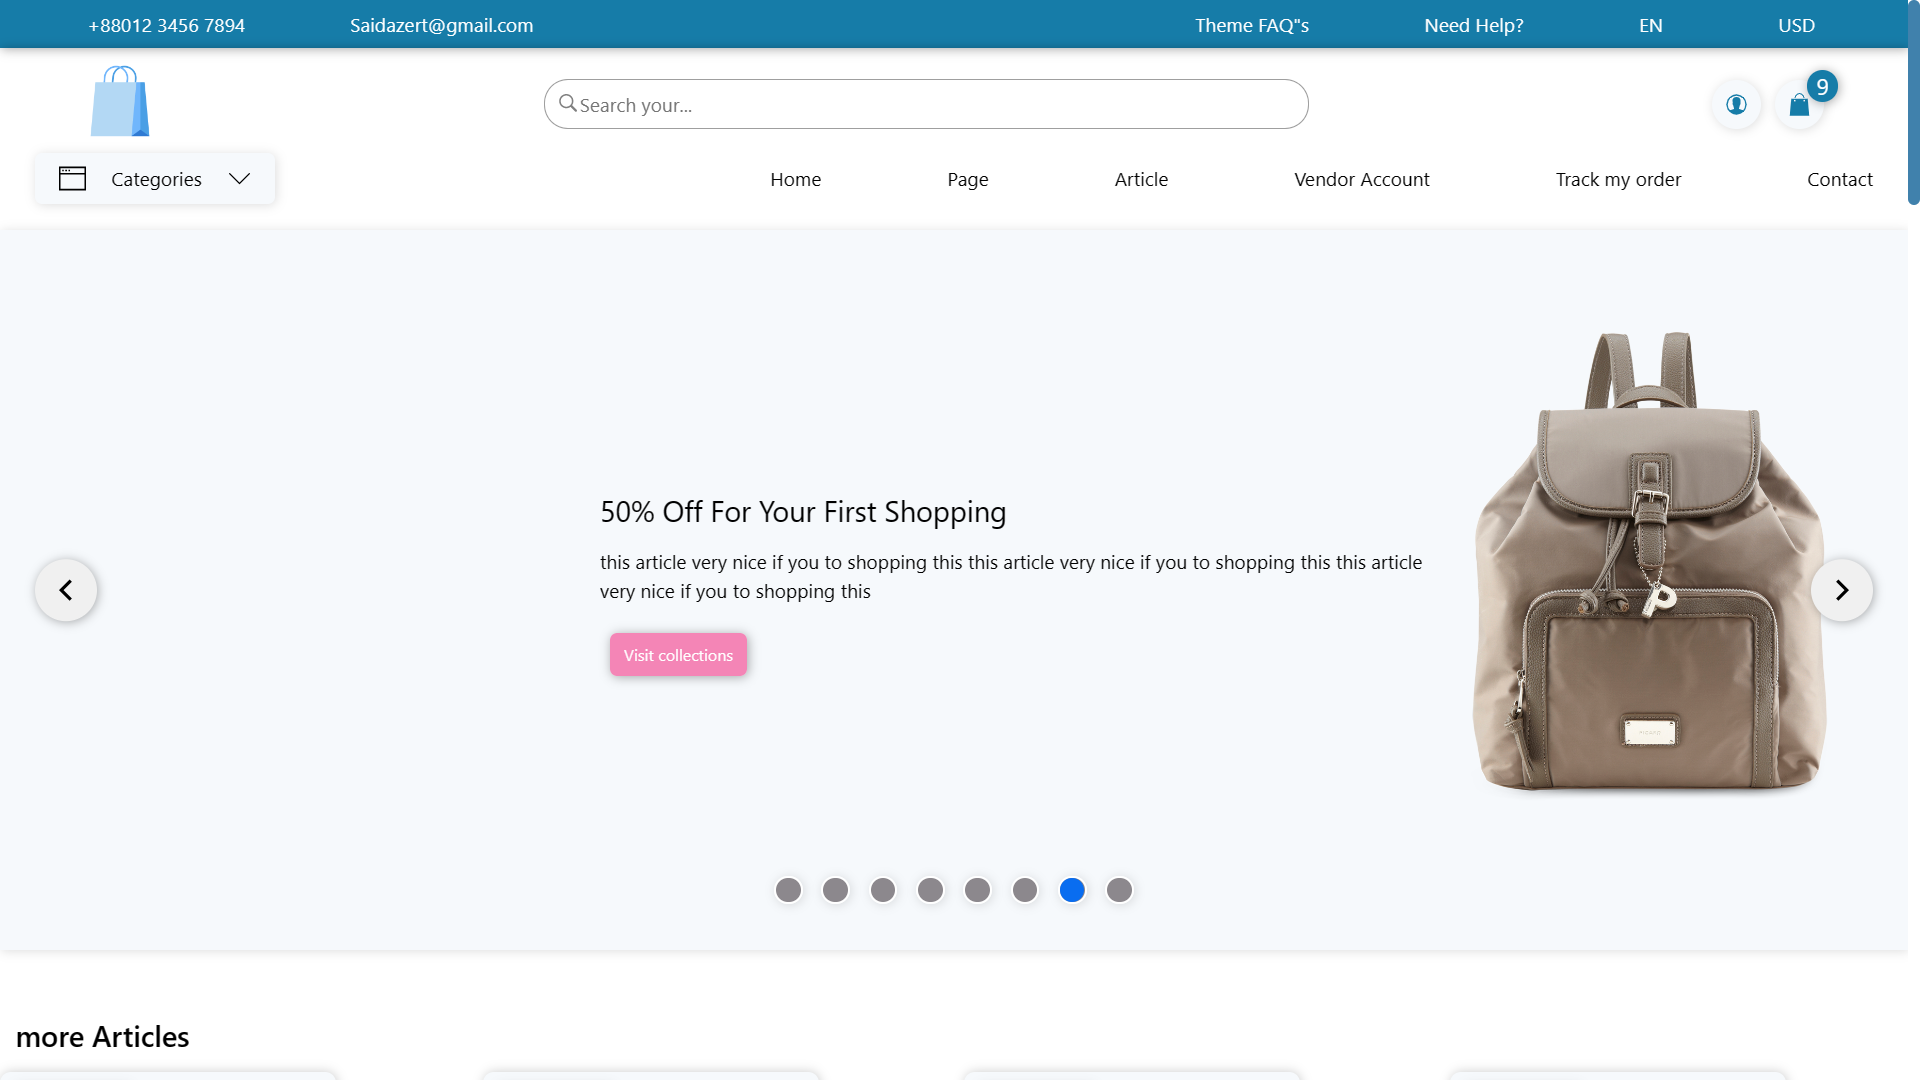 +88012 3456 7894
Saidazert@gmail.com
Theme FAQ"s
Need Help?
EN
USD
Search your...
9
Categories
Home
Page
Article
Vendor Account
Track my order
Contact
50% Off For Your First Shopping
this article very nice if you to shopping this this article very nice if you to shopping this this article
very nice if you to shopping this
Visit collections
P
more Articles